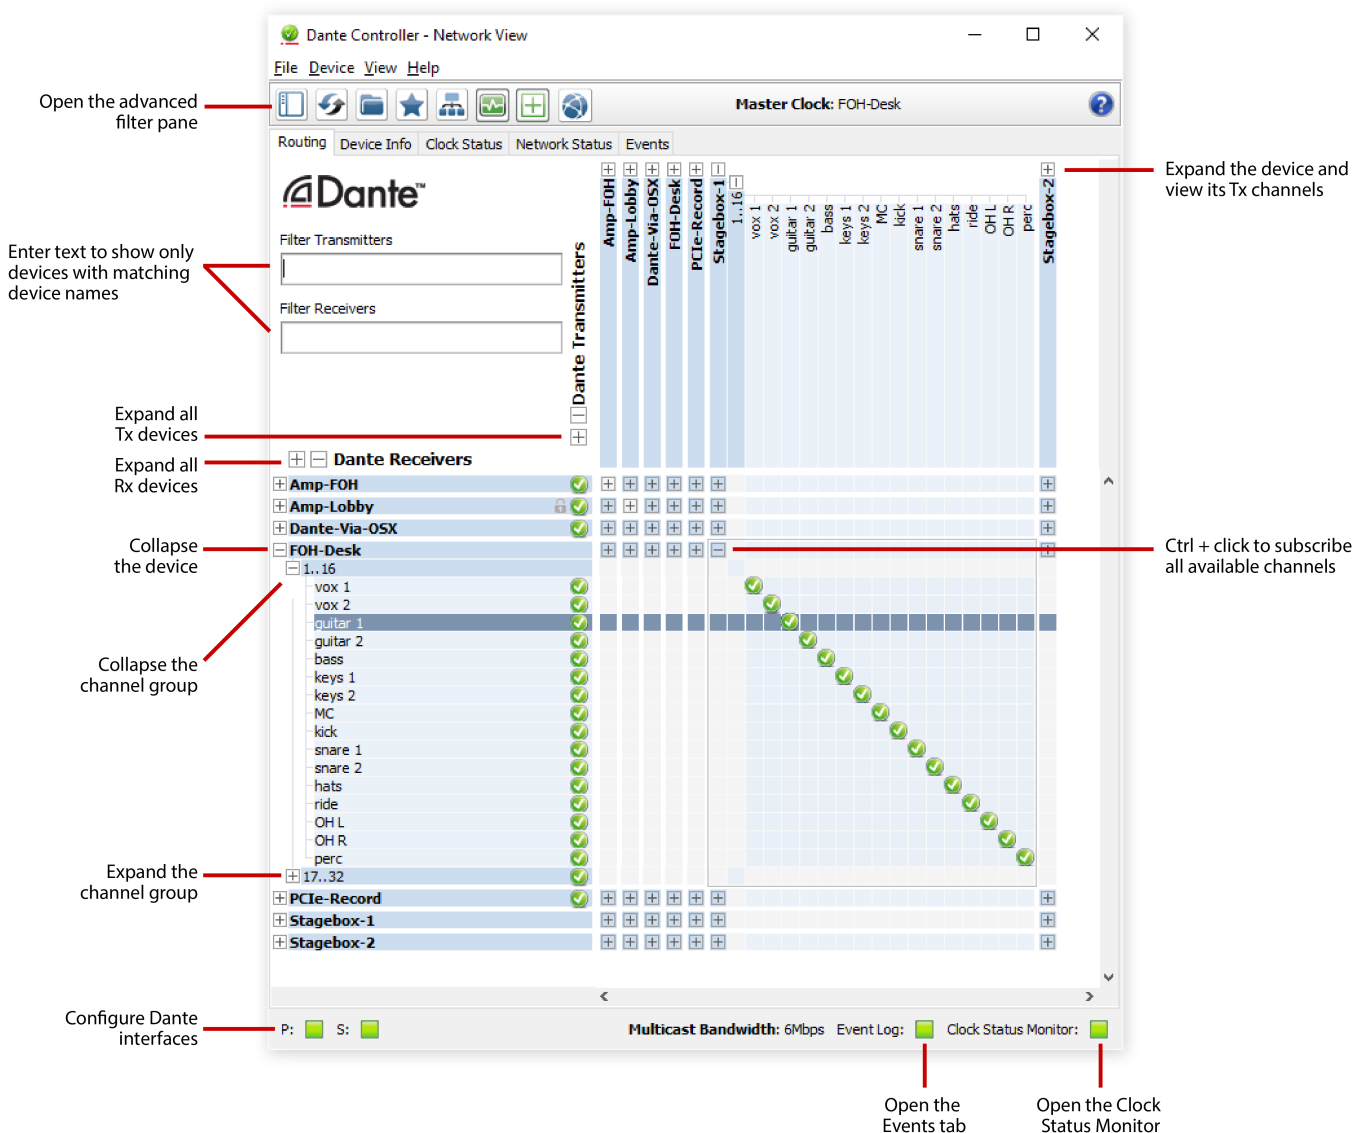 Dante Controller - Network View
File Device View Help
Open the advanced
filter pane
Master Clock: FOH-Desk
?
Routing Device Info Clock Status Network Status Events
Dante™
Expand the device and
view its Tx channels
Filter Transmitters
Enter text to show only
devices with matching
device names
Filter Receivers
Dante Transmitters
Amp-FOH
Amp-Lobby
Dante-Via-OSX
FOH-Desk
PCIe-Record
Stagebox-1
1..16
vox 1
vox 2
guitar 1
guitar 2
bass
keys 1
keys 2
MC
kick
snare 1
snare 2
hats
ride
OH L
OH R
perc
Stagebox-2
Expand all
Tx devices
Expand all
Rx devices
Dante Receivers
Amp-FOH
Amp-Lobby
Dante-Via-OSX
Collapse
the device
FOH-Desk
Ctrl + click to subscribe
all available channels
1..16
vox 1
vox 2
guitar 1
guitar 2
bass
Collapse the
channel group
keys 1
keys 2
MC
kick
snare 1
snare 2
hats
ride
OH L
OH R
perc
Expand the
channel group
17..32
PCIe-Record
Stagebox-1
Stagebox-2
Configure Dante
interfaces
P: S: Multicast Bandwidth: 6Mbps Event Log: Clock Status Monitor:
Open the
Events tab
Open the Clock
Status Monitor